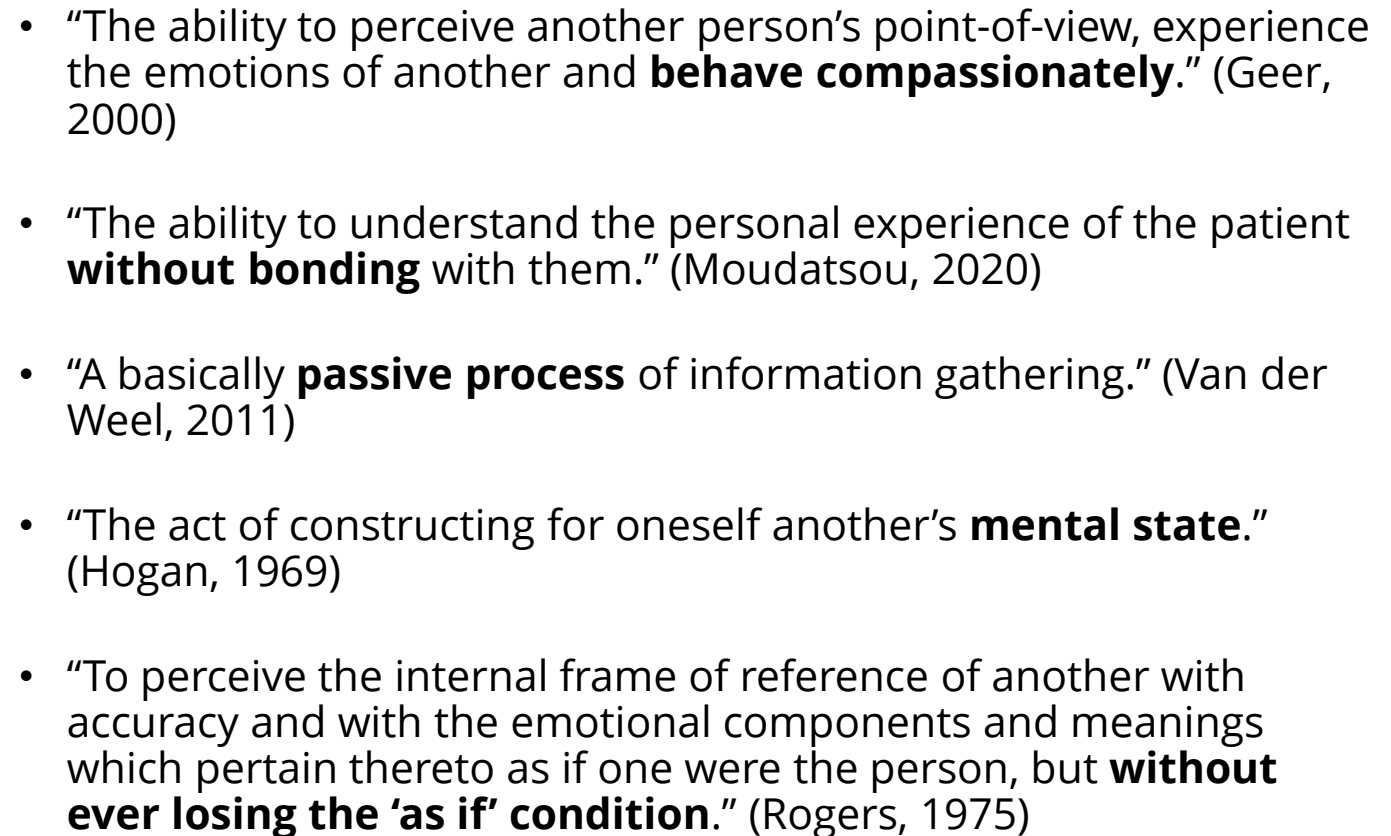 • “The ability to perceive another person’s point-of-view, experience
the emotions of another and behave compassionately.” (Geer,
2000)
• “The ability to understand the personal experience of the patient
without bonding with them.” (Moudatsou, 2020)
• “A basically passive process of information gathering.” (Van der
Weel, 2011)
• “The act of constructing for oneself another’s mental state.”
(Hogan, 1969)
• “To perceive the internal frame of reference of another with
accuracy and with the emotional components and meanings
which pertain thereto as if one were the person, but without
ever losing the ‘as if’ condition.” (Rogers, 1975)